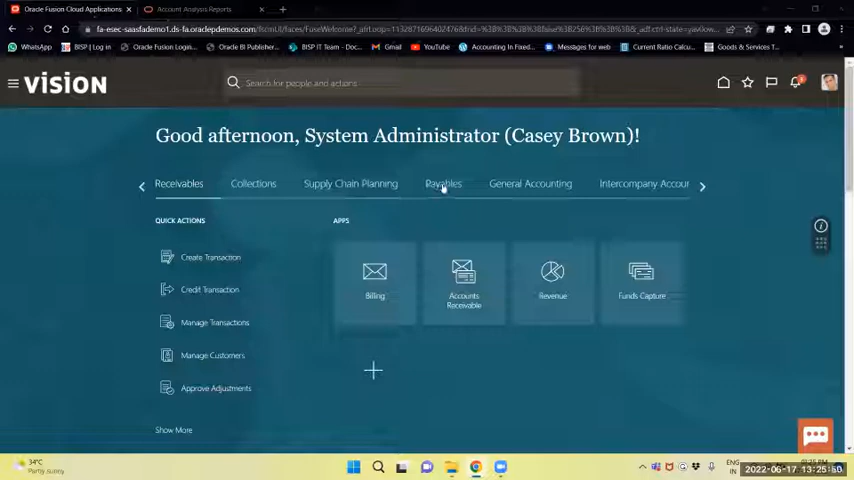 Oracle Fusion Cloud Applications
Account Analysis Reports
WhatsApp
BISP | Log in
Oracle Fusion Login...
Oracle BI Publisher...
BISP IT Team - Doc...
Gmail
YouTube
Accounting In Fixed...
Messages for web
Current Ratio Calcu...
Goods & Services T...
VISION
Search for people and actions
Good afternoon, System Administrator (Casey Brown)!
Receivables
Collections
Supply Chain Planning
Payables
General Accounting
Intercompany Accour
QUICK ACTIONS
APPS
Create Transaction
Credit Transaction
Manage Transactions
Manage Customers
Approve Adjustments
Show More
Billing
Accounts
Receivable
Revenue
Funds Capture
34°C
Partly sunny
ENG
IN
2022-06-17 13:25:50